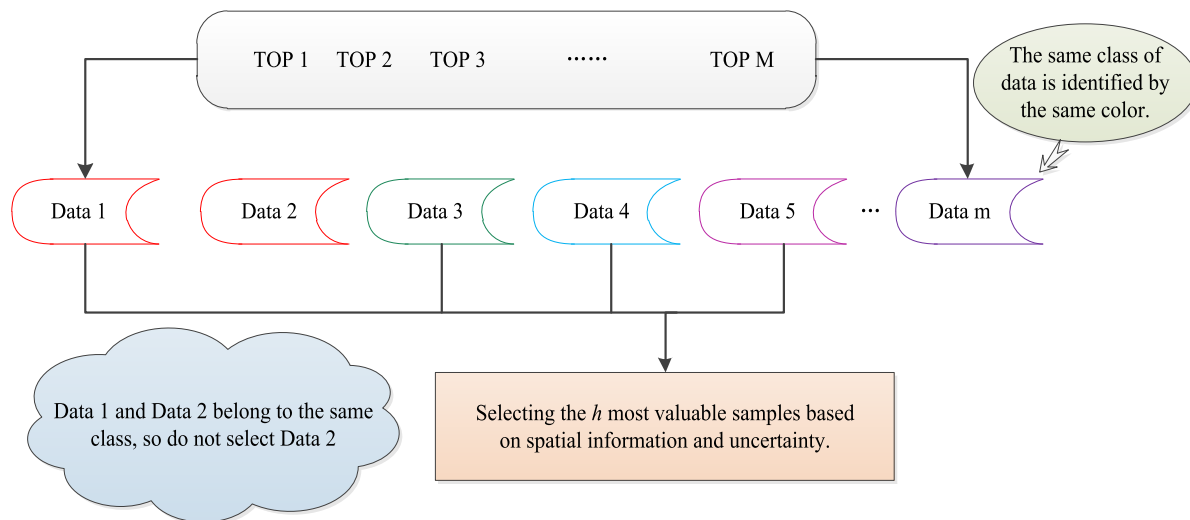 TOP 1 TOP 2 TOP 3 ······ TOP M
The same class of
data is identified by
the same color.
Data 1 Data 2 Data 3 Data 4 Data 5 ··· Data m
Data 1 and Data 2 belong to the same
class, so do not select Data 2
Selecting the h most valuable samples based
on spatial information and uncertainty.